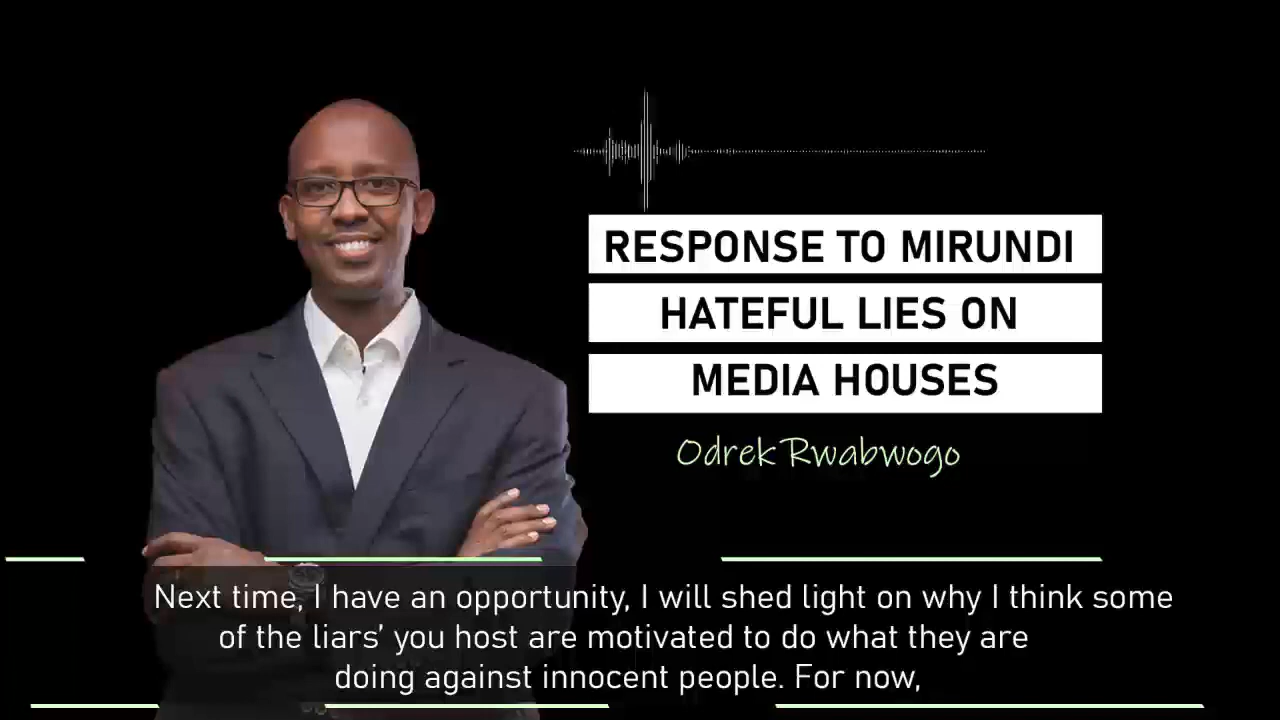 RESPONSE TO MIRUNDI
HATEFUL LIES ON
MEDIA HOUSES
Odrek Rwabwogo
Next time, I have an opportunity, I will shed light on why I think some
of the liars’ you host are motivated to do what they are
doing against innocent people. For now,